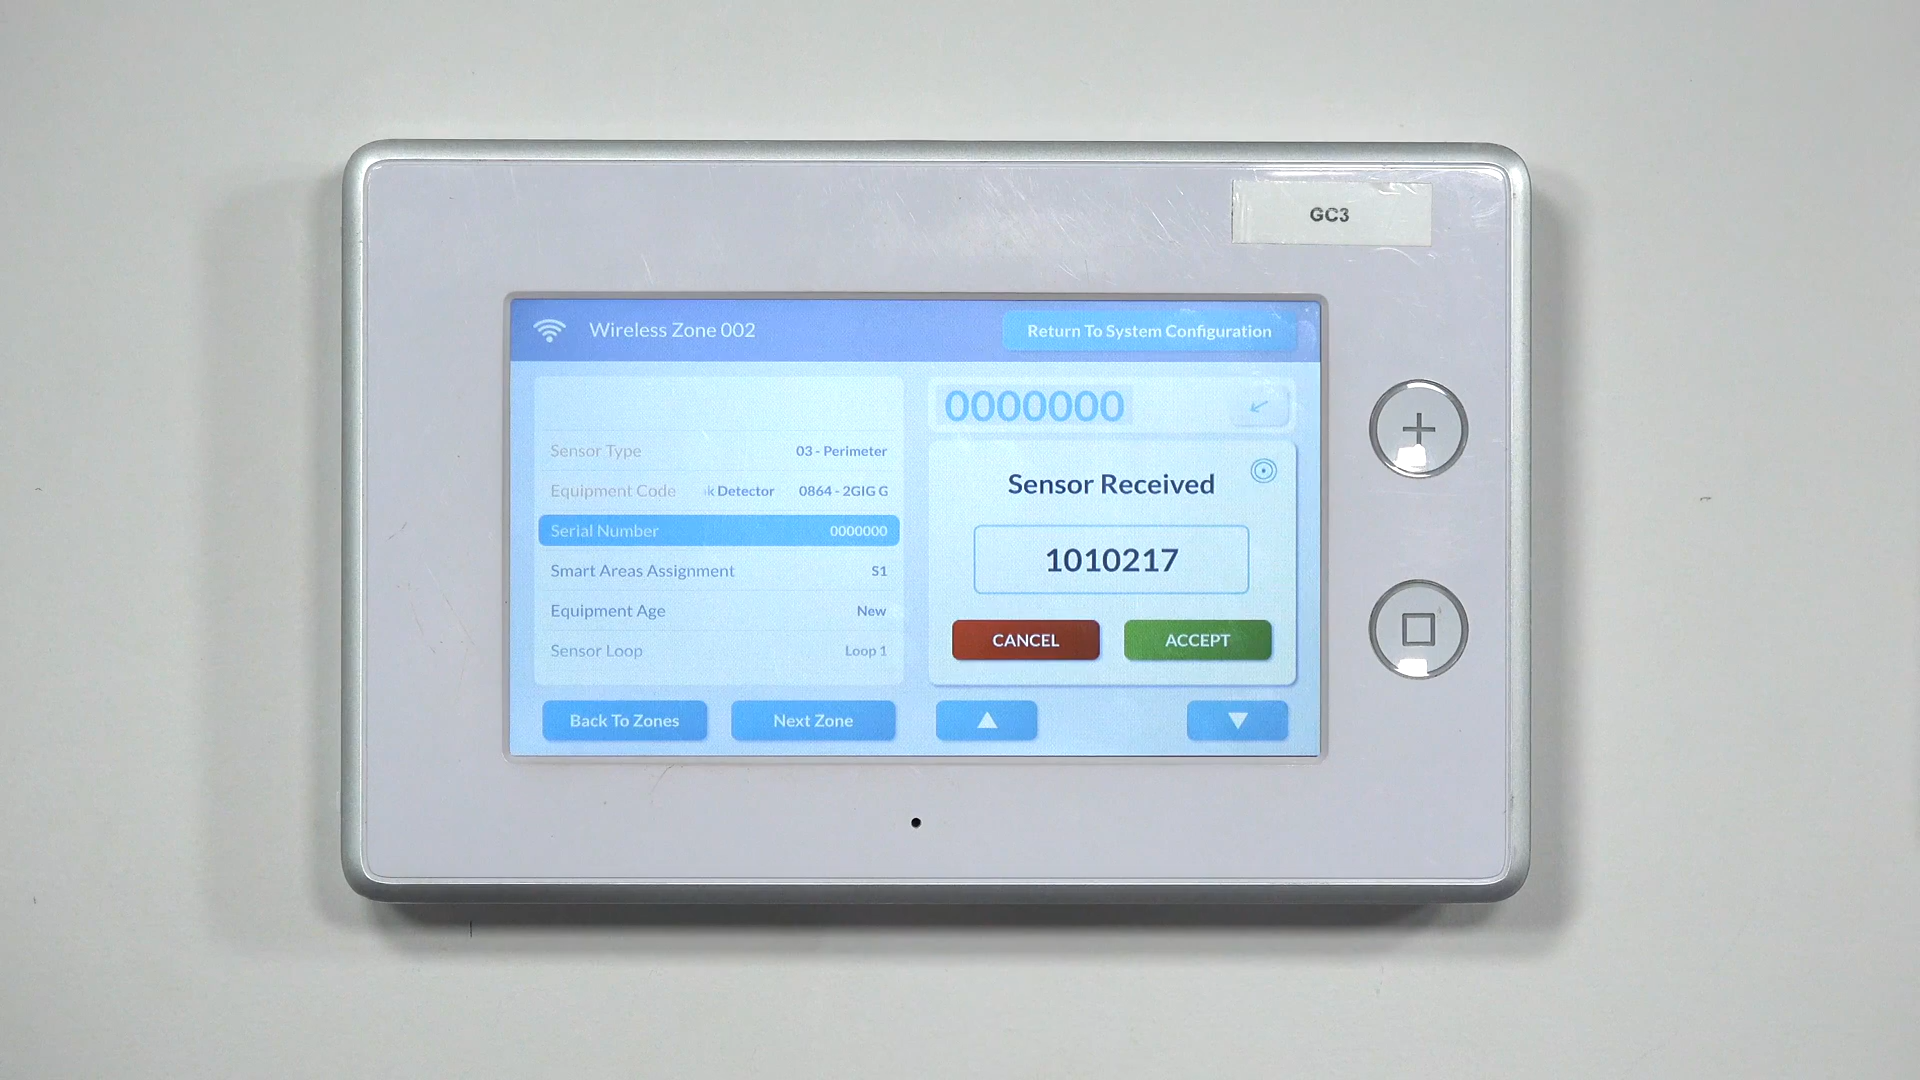 GC3
Wireless Zone 002
Return To System Configuration
0000000
Sensor Type 03 - Perimeter
Equipment Code k Detector 0864 - 2GIG G
Serial Number 0000000
Smart Areas Assignment S1
Equipment Age New
Sensor Loop Loop 1
Sensor Received
1010217
CANCEL ACCEPT
Back To Zones Next Zone